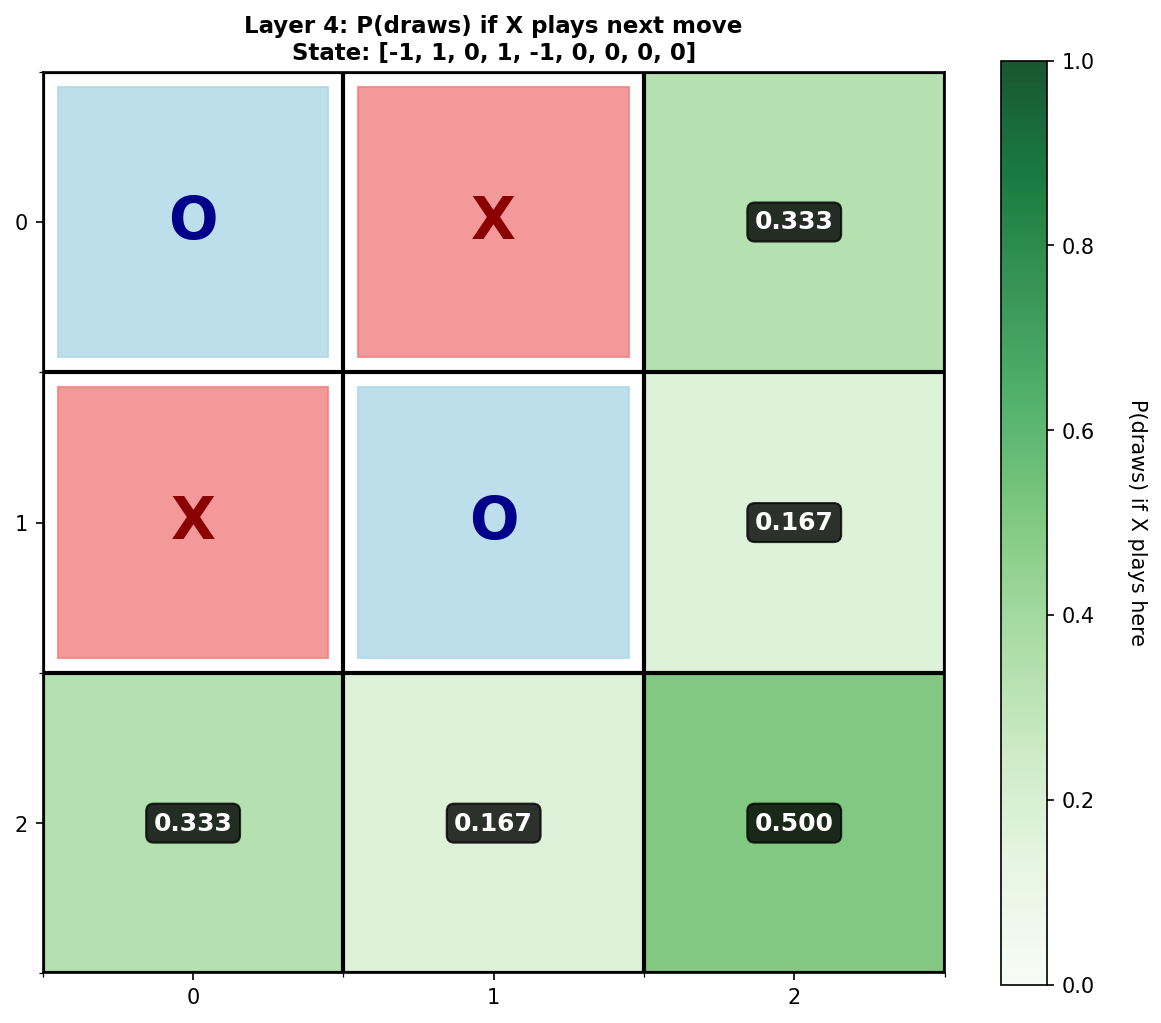 Layer 4: P(draws) if X plays next move
State: [-1, 1, 0, 1, -1, 0, 0, 0, 0]
0
O
X
0.333
1
X
O
0.167
2
0.333
0.167
0.500
0
1
2
1.0
0.8
0.6
0.4
0.2
0.0
P(draws) if X plays here